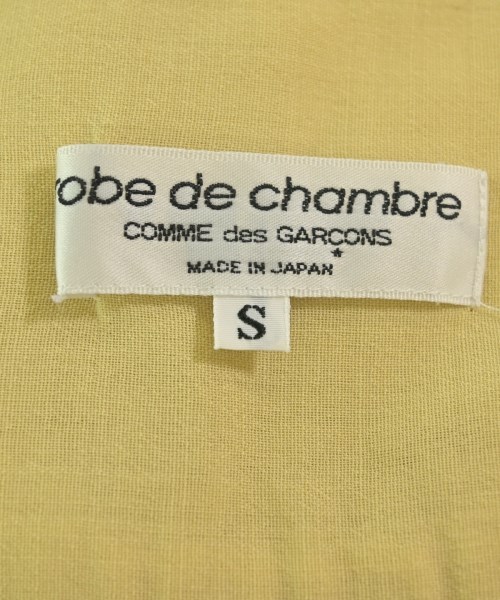 robe de chambre
COMME des GARCONS
MADE IN JAPAN
S